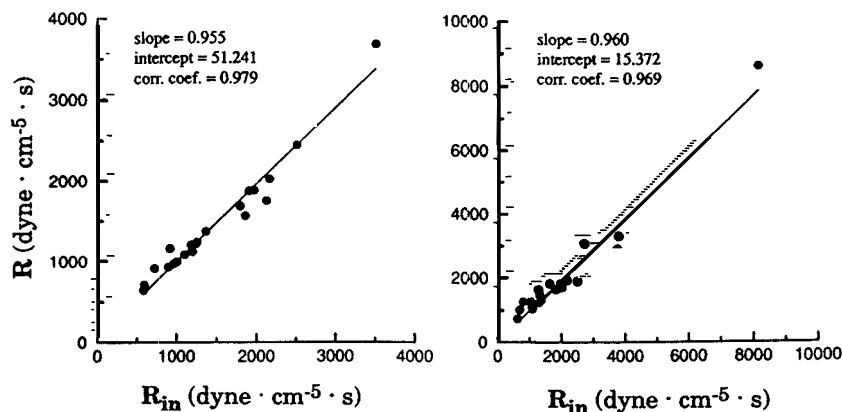 4000
3000
2000
1000
0
slope = 0.955
intercept = 51.241
corr. coef. = 0.979
0 1000 2000 3000 4000
R (dyne · cm-5 · s)
Rin (dyne · cm-5 · s)
10000
8000
6000
4000
2000
0
slope = 0.960
intercept = 15.372
corr. coef. = 0.969
0 2000 4000 6000 8000 10000
Rin (dyne · cm-5 · s)